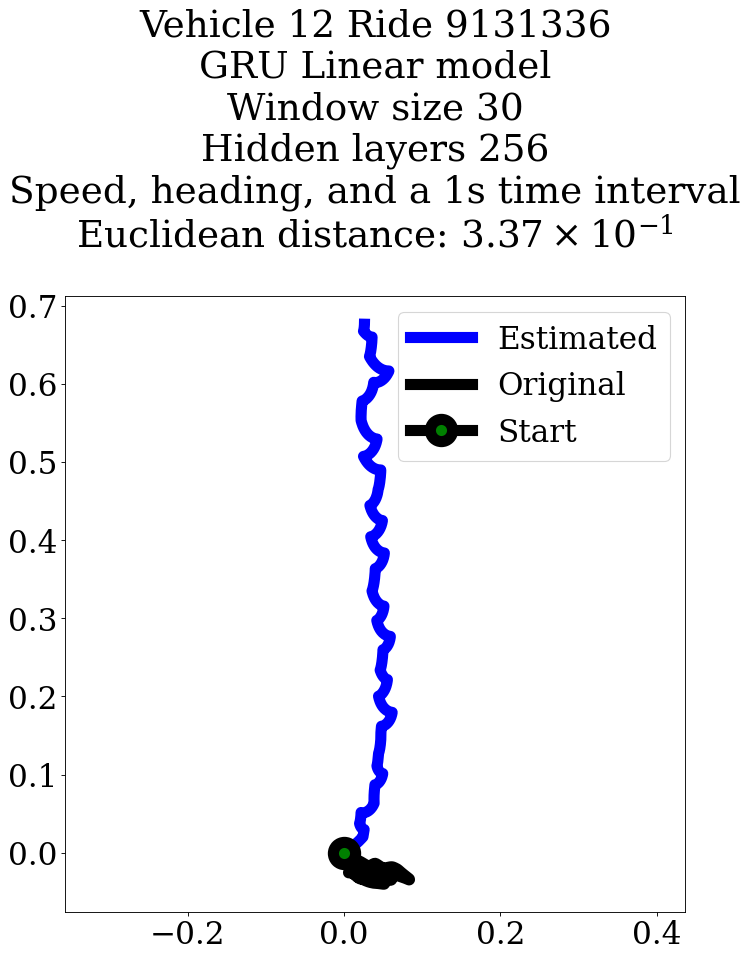 Vehicle 12 Ride 9131336
GRU Linear model
Window size 30
Hidden layers 256
Speed, heading, and a 1s time interval
Euclidean distance: 3.37 × 10⁻¹
0.7
0.6
0.5
0.4
0.3
0.2
0.1
0.0
Estimated
Original
Start
−0.2 0.0 0.2 0.4